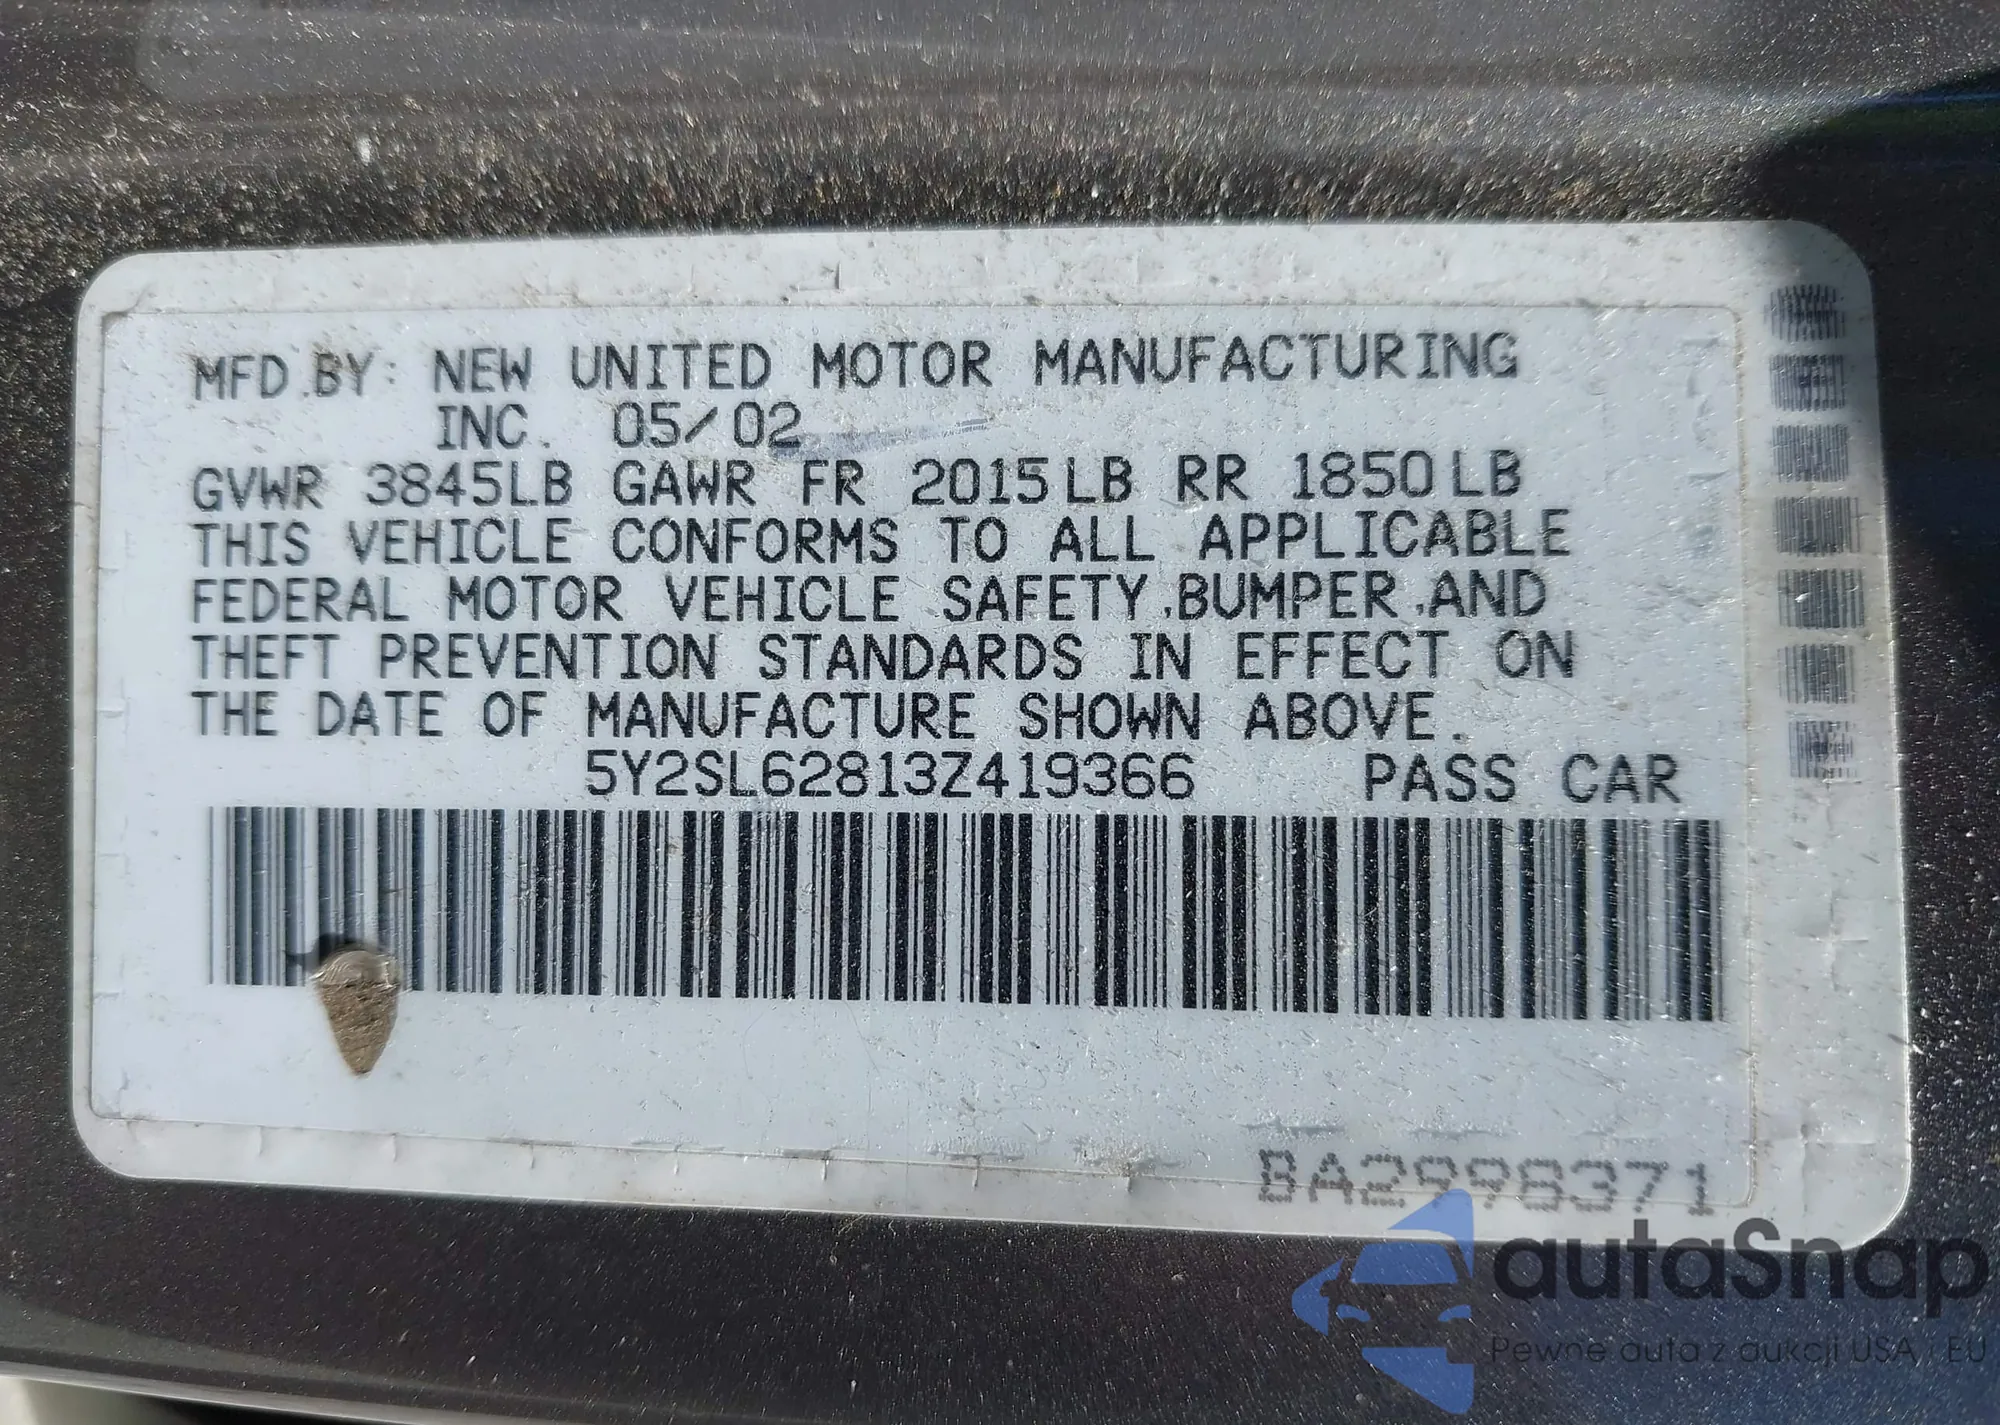 MFD.BY: NEW UNITED MOTOR MANUFACTURING
INC. 05/02
GVWR 3845LB GAWR FR 2015LB RR 1850LB
THIS VEHICLE CONFORMS TO ALL APPLICABLE
FEDERAL MOTOR VEHICLE SAFETY,BUMPER,AND
THEFT PREVENTION STANDARDS IN EFFECT ON
THE DATE OF MANUFACTURE SHOWN ABOVE.
5Y2SL62813Z419366 PASS CAR
BA2998371
autaSnap
Pewne auta z aukcji USA i EU